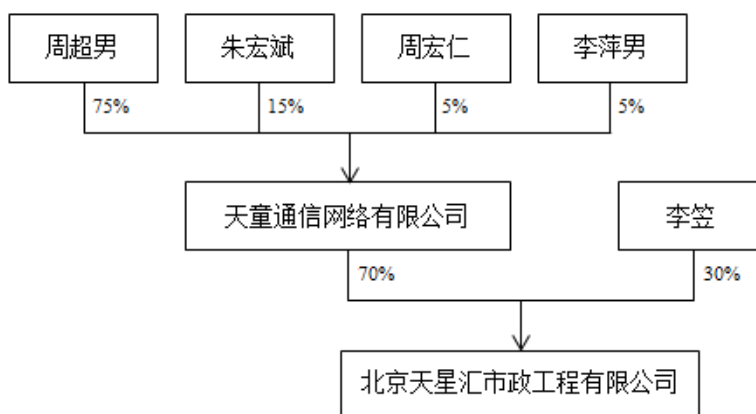 周超男 朱宏斌 周宏仁 李萍男
75% 15% 5% 5%
天童通信网络有限公司 李笠
70% 30%
北京天星汇市政工程有限公司